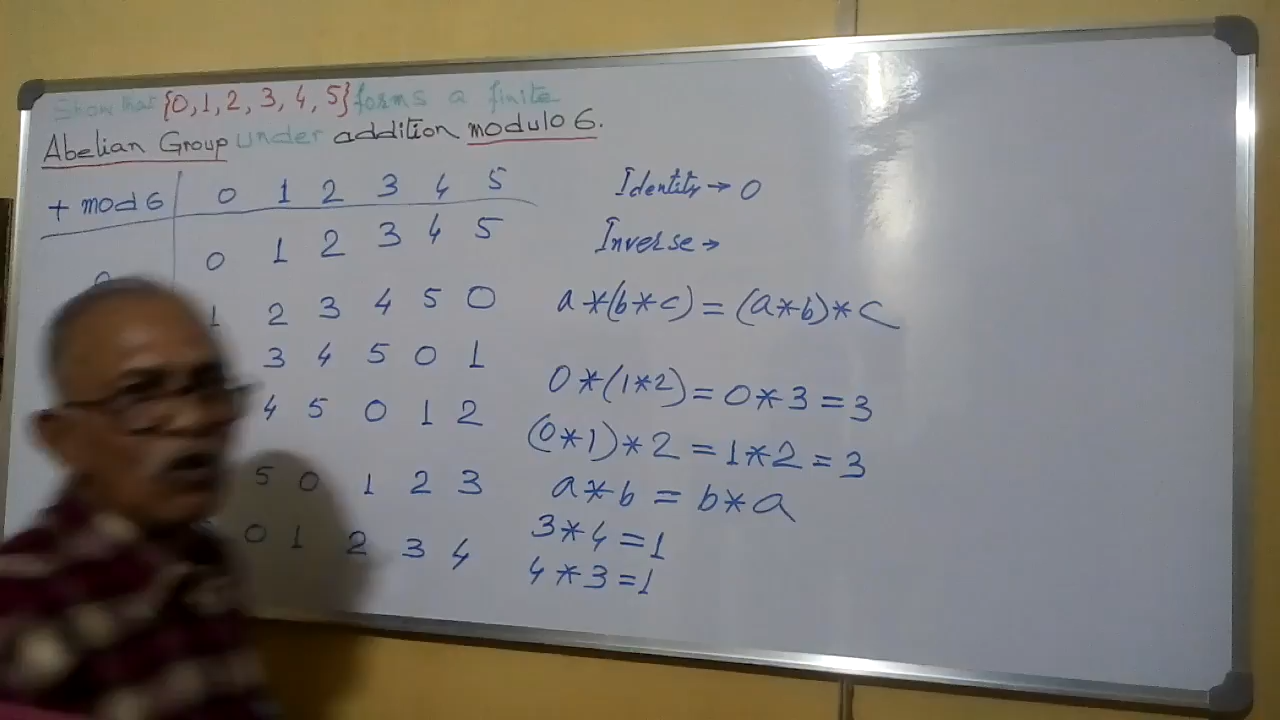 Show that {0, 1, 2, 3, 4, 5} forms a finite
Abelian Group under addition modulo 6.
+ mod 6 0 1 2 3 4 5
0 1 2 3 4 5
1 2 3 4 5 0
3 4 5 0 1
4 5 0 1 2
5 0 1 2 3
0 1 2 3 4
Identity → 0
Inverse →
a*(b*c) = (a*b)*c
0*(1*2) = 0*3 = 3
(0*1)*2 = 1*2 = 3
a*b = b*a
3*4 = 1
4*3 = 1